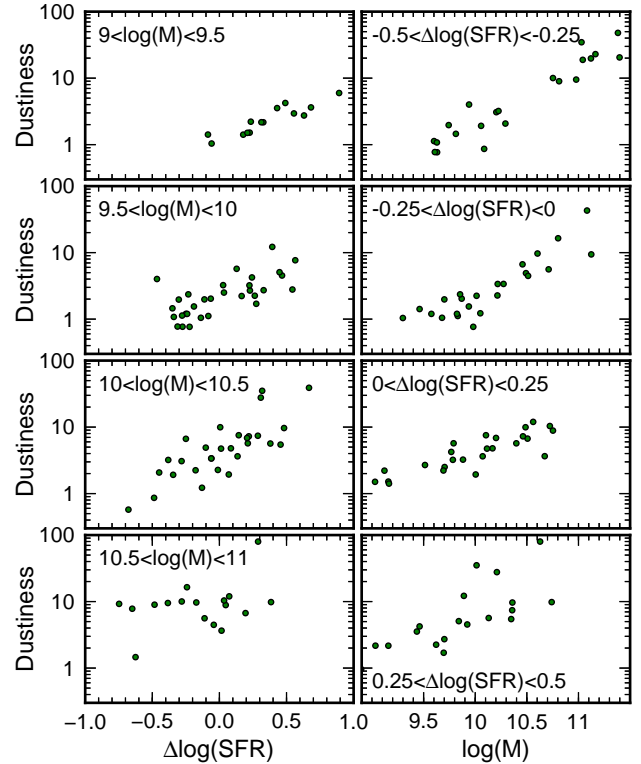 100
Dustiness
10
1
9<log(M)<9.5
-0.5<Δlog(SFR)<-0.25
100
Dustiness
10
1
9.5<log(M)<10
-0.25<Δlog(SFR)<0
100
Dustiness
10
1
10<log(M)<10.5
0<Δlog(SFR)<0.25
100
Dustiness
10
1
10.5<log(M)<11
0.25<Δlog(SFR)<0.5
−1.0 −0.5 0.0 0.5 1.0
9.5 10 10.5 11
Δlog(SFR)
log(M)